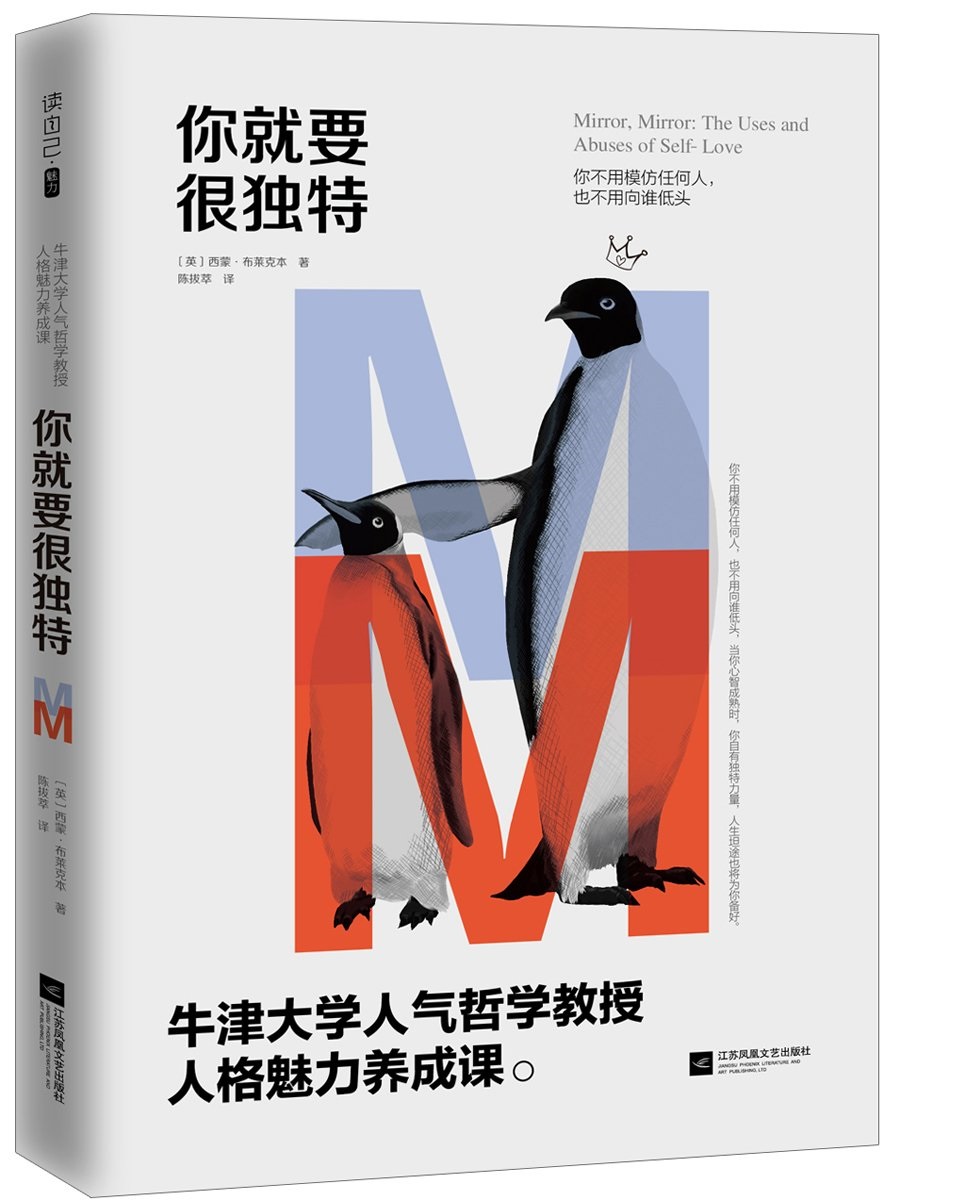 你就要
很独特
[英] 西蒙·布莱克本 著
陈拔萃 译
Mirror, Mirror: The Uses and
Abuses of Self- Love
你不用模仿任何人，
也不用向谁低头
你不用模仿任何人，也不用向谁低头，当你心智成熟时，你自有独特力量，人生坦途也将为你备好。
牛津大学人气哲学教授
人格魅力养成课
江苏凤凰文艺出版社
JIANGSU PHOENIX LITERATURE AND
ART PUBLISHING, LTD
读自己·魅力
牛津大学人气哲学教授
人格魅力养成课
你就要很独特
MM
[英] 西蒙·布莱克本 著
陈拔萃 译
江苏凤凰文艺出版社
JIANGSU PHOENIX LITERATURE AND
ART PUBLISHING, LTD